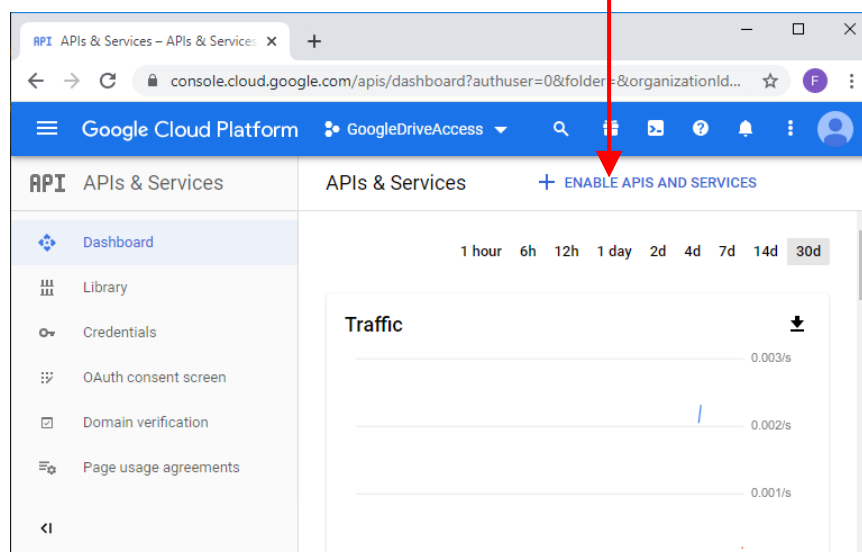 API APIs & Services – APIs & Services
console.cloud.google.com/apis/dashboard?authuser=0&folder=&organizationId...
F
Google Cloud Platform
GoogleDriveAccess
API APIs & Services
APIs & Services
+ ENABLE APIS AND SERVICES
Dashboard
1 hour 6h 12h 1 day 2d 4d 7d 14d 30d
Library
Credentials
OAuth consent screen
Domain verification
Page usage agreements
Traffic
0.003/s
0.002/s
0.001/s